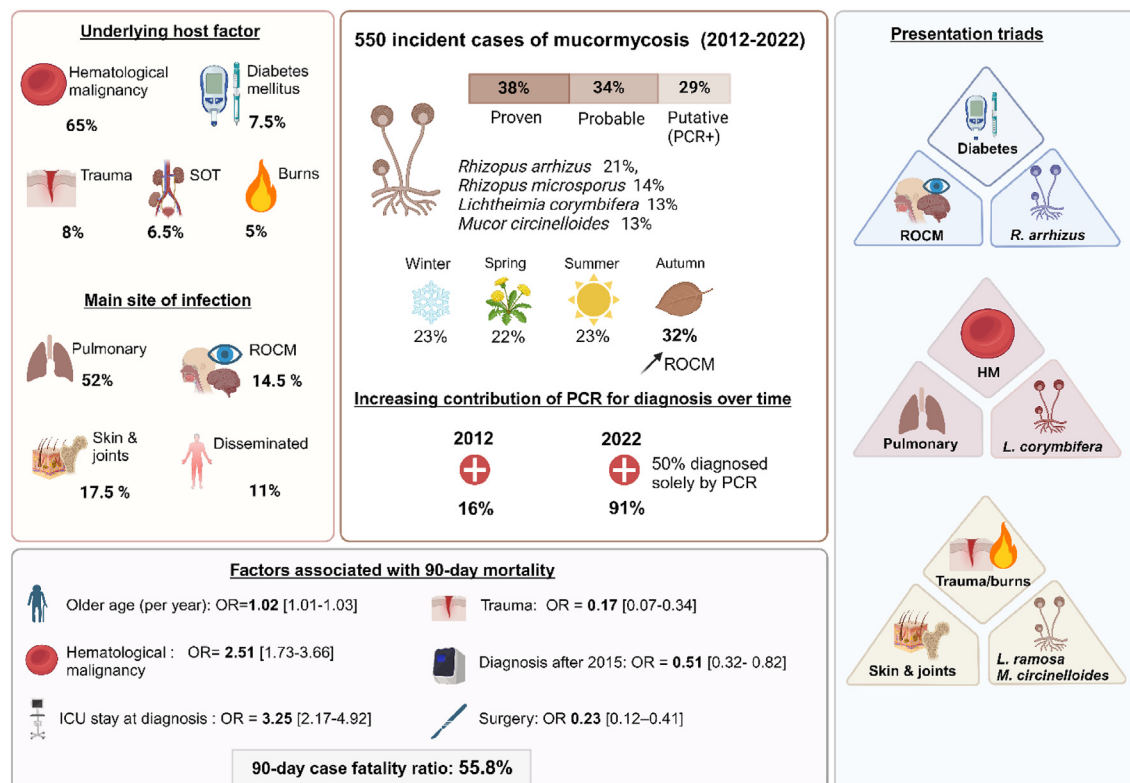 Underlying host factor
Hematological
malignancy
65%
Diabetes
mellitus
7.5%
Trauma
8%
SOT
6.5%
Burns
5%
Main site of infection
Pulmonary
52%
ROCM
14.5 %
Skin &
joints
17.5 %
Disseminated
11%
550 incident cases of mucormycosis (2012-2022)
38%
34%
29%
Proven
Probable
Putative
(PCR+)
Rhizopus arrhizus 21%,
Rhizopus microsporus 14%
Lichtheimia corymbifera 13%
Mucor circinelloides 13%
Winter
23%
Spring
22%
Summer
23%
Autumn
32%
ROCM
Increasing contribution of PCR for diagnosis over time
2012
16%
2022
91%
50% diagnosed
solely by PCR
Factors associated with 90-day mortality
Older age (per year): OR=1.02 [1.01-1.03]
Hematological : OR= 2.51 [1.73-3.66]
malignancy
ICU stay at diagnosis : OR = 3.25 [2.17-4.92]
Trauma: OR = 0.17 [0.07-0.34]
Diagnosis after 2015: OR = 0.51 [0.32- 0.82]
Surgery: OR 0.23 [0.12–0.41]
90-day case fatality ratio: 55.8%
Presentation triads
Diabetes
ROCM
R. arrhizus
HM
Pulmonary
L. corymbifera
Trauma/burns
Skin & joints
L. ramosa
M. circinelloides